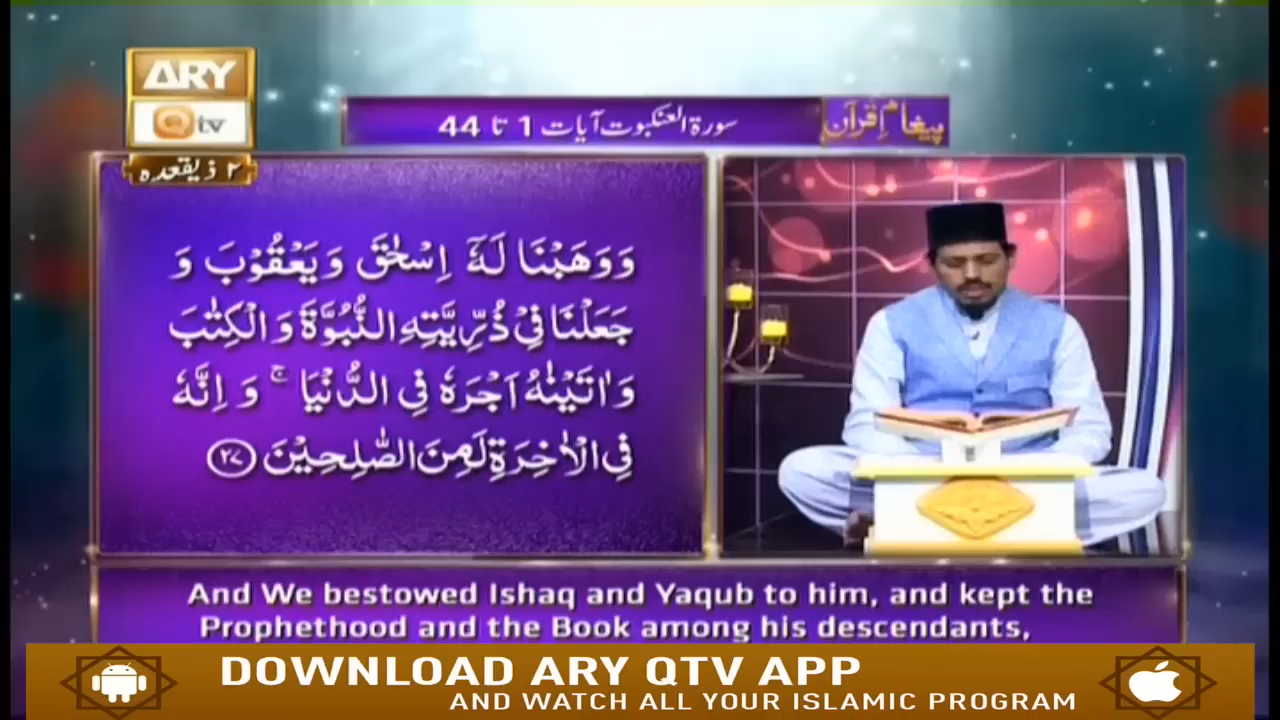 ARY
Qtv
سورۃ العنکبوت آیات 1 تا 44
پیغام قرآن
۲ ذیقعدہ
وَوَهَبْنَا لَهٗۤ اِسْحٰقَ وَیَعْقُوْبَ وَ
جَعَلْنَا فِیْ ذُرِّیَّتِهِ النُّبُوَّةَ وَالْكِتٰبَ
وَاٰتَیْنٰهُ اَجْرَهٗ فِی الدُّنْیَا ۚ وَ اِنَّهٗ
فِی الْاٰخِرَةِ لَمِنَ الصّٰلِحِیْنَ ۲۷
And We bestowed Ishaq and Yaqub to him, and kept the
Prophethood and the Book among his descendants,
DOWNLOAD ARY QTV APP
AND WATCH ALL YOUR ISLAMIC PROGRAM